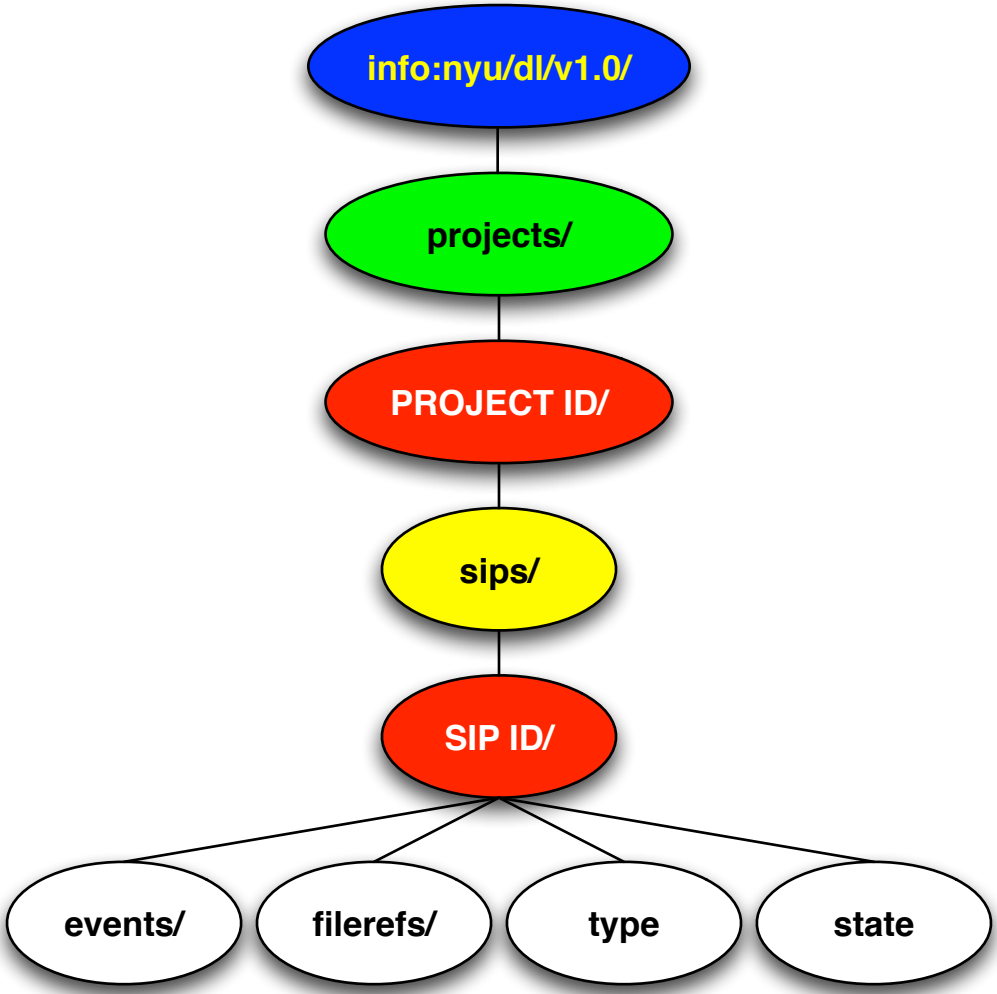 info:nyu/dl/v1.0/
projects/
PROJECT ID/
sips/
SIP ID/
events/
filerefs/
type
state